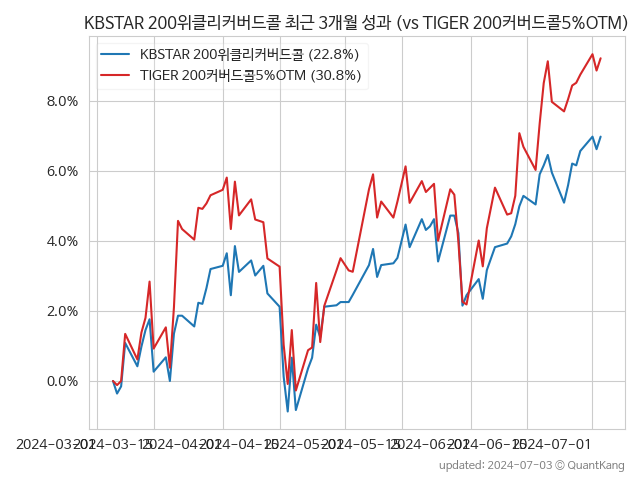 KBSTAR 200위클리커버드콜 최근 3개월 성과 (vs TIGER 200커버드콜5%OTM)
KBSTAR 200위클리커버드콜 (22.8%)
TIGER 200커버드콜5%OTM (30.8%)
8.0%
6.0%
4.0%
2.0%
0.0%
2024-03-01 2024-03-15 2024-04-01 2024-04-15 2024-05-01 2024-05-15 2024-06-01 2024-06-15 2024-07-01
updated: 2024-07-03 © QuantKang